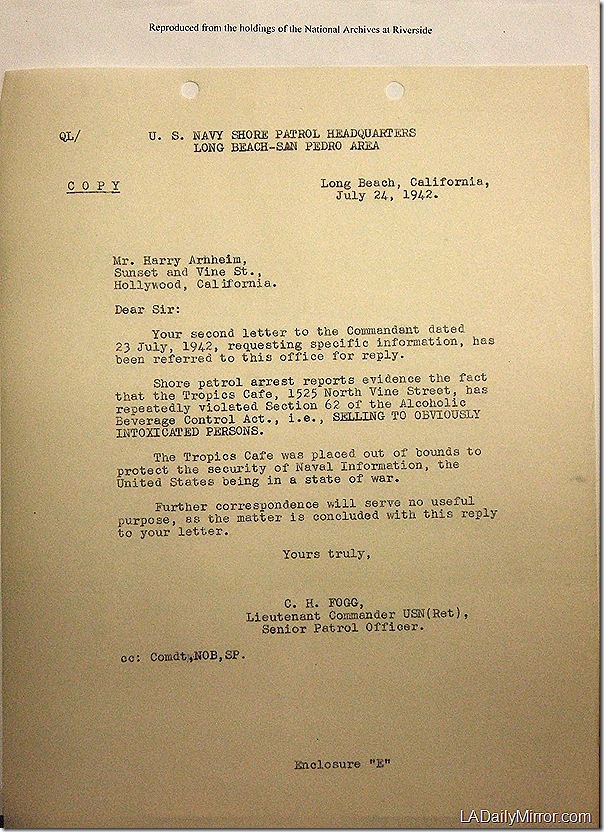 Reproduced from the holdings of the National Archives at Riverside
QL/ U. S. NAVY SHORE PATROL HEADQUARTERS
LONG BEACH-SAN PEDRO AREA
C O P Y Long Beach, California,
July 24, 1942.
Mr. Harry Arnheim,
Sunset and Vine St.,
Hollywood, California.
Dear Sir:
Your second letter to the Commandant dated
23 July, 1942, requesting specific information, has
been referred to this office for reply.
Shore patrol arrest reports evidence the fact
that the Tropics Cafe, 1525 North Vine Street, has
repeatedly violated Section 62 of the Alcoholic
Beverage Control Act., i.e., SELLING TO OBVIOUSLY
INTOXICATED PERSONS.
The Tropics Cafe was placed out of bounds to
protect the security of Naval Information, the
United States being in a state of war.
Further correspondence will serve no useful
purpose, as the matter is concluded with this reply
to your letter.
Yours truly,
C. H. FOGG,
Lieutenant Commander USN(Ret),
Senior Patrol Officer.
cc: Comdt,NOB,SP.
Enclosure "E"
LADailyMirror.com